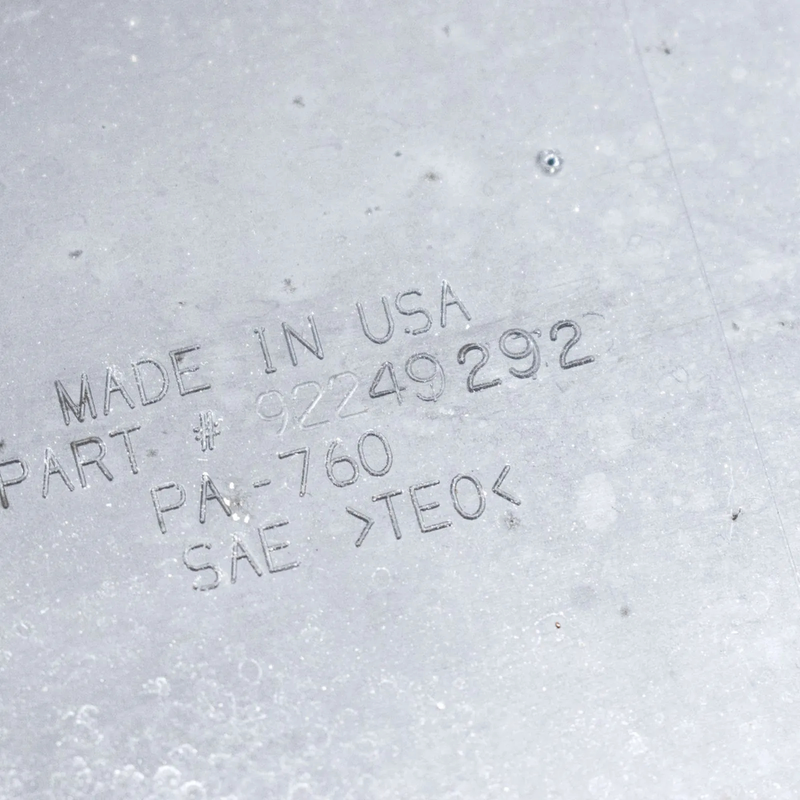 MADE IN USA
PART # 92249292
PA-760
SAE >TEO<